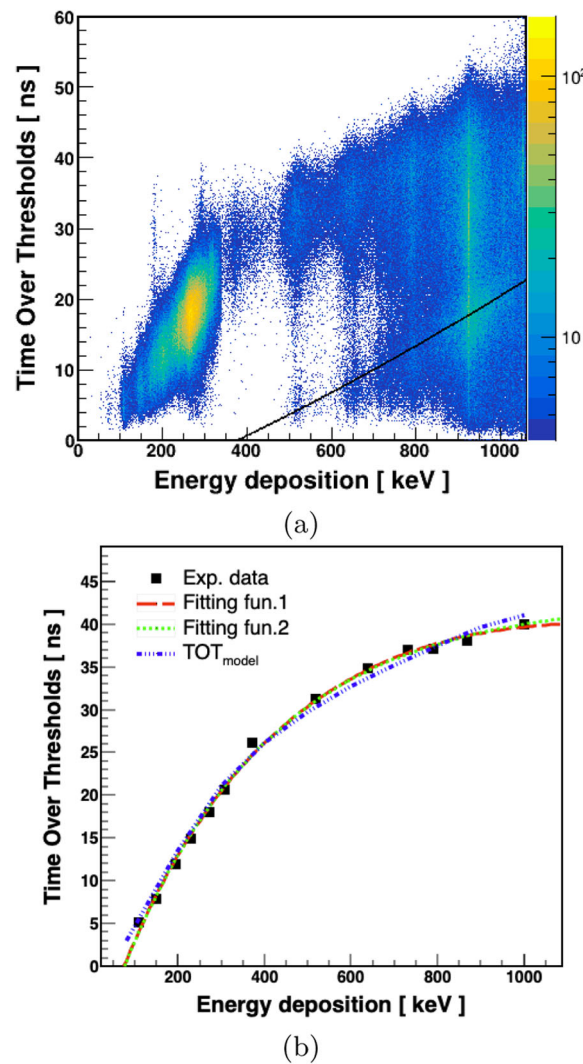 60
50
40
30
20
10
0
10²
10
0 200 400 600 800 1000
Time Over Thresholds [ ns ]
Energy deposition [ keV ]
(a)
45
40
35
30
25
20
15
10
5
0
Exp. data
Fitting fun.1
Fitting fun.2
TOTmodel
200 400 600 800 1000
Time Over Thresholds [ ns ]
Energy deposition [ keV ]
(b)